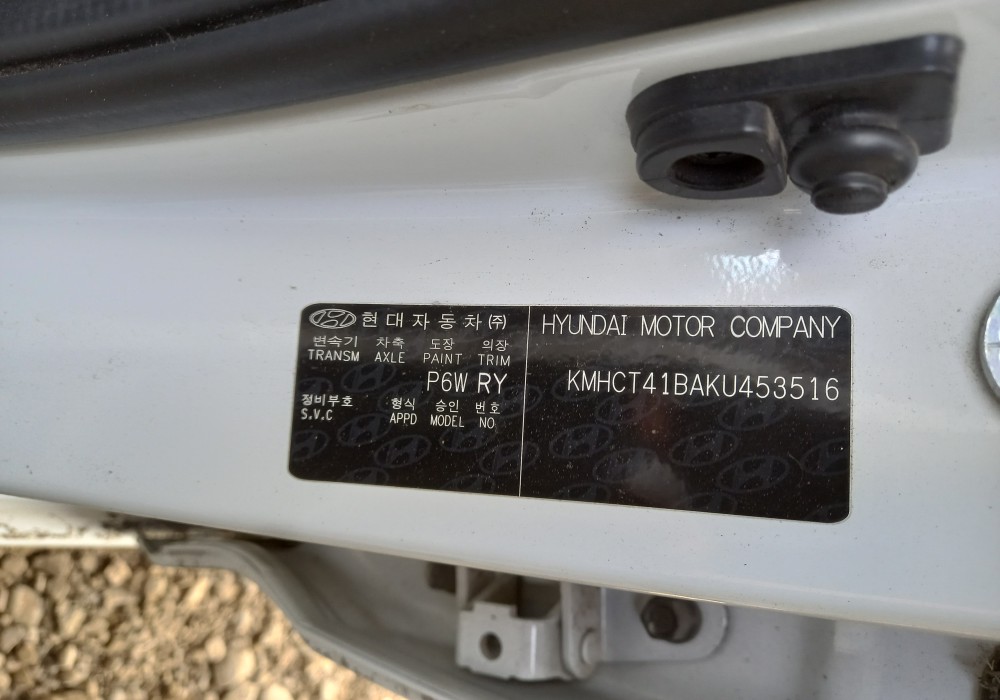 현대자동차(주)
변속기 차축 도장 의장
TRANSM AXLE PAINT TRIM
P6W RY
정비부호 형식 승인 번호
S.V.C APPD MODEL NO
HYUNDAI MOTOR COMPANY
KMHCT41BAKU453516